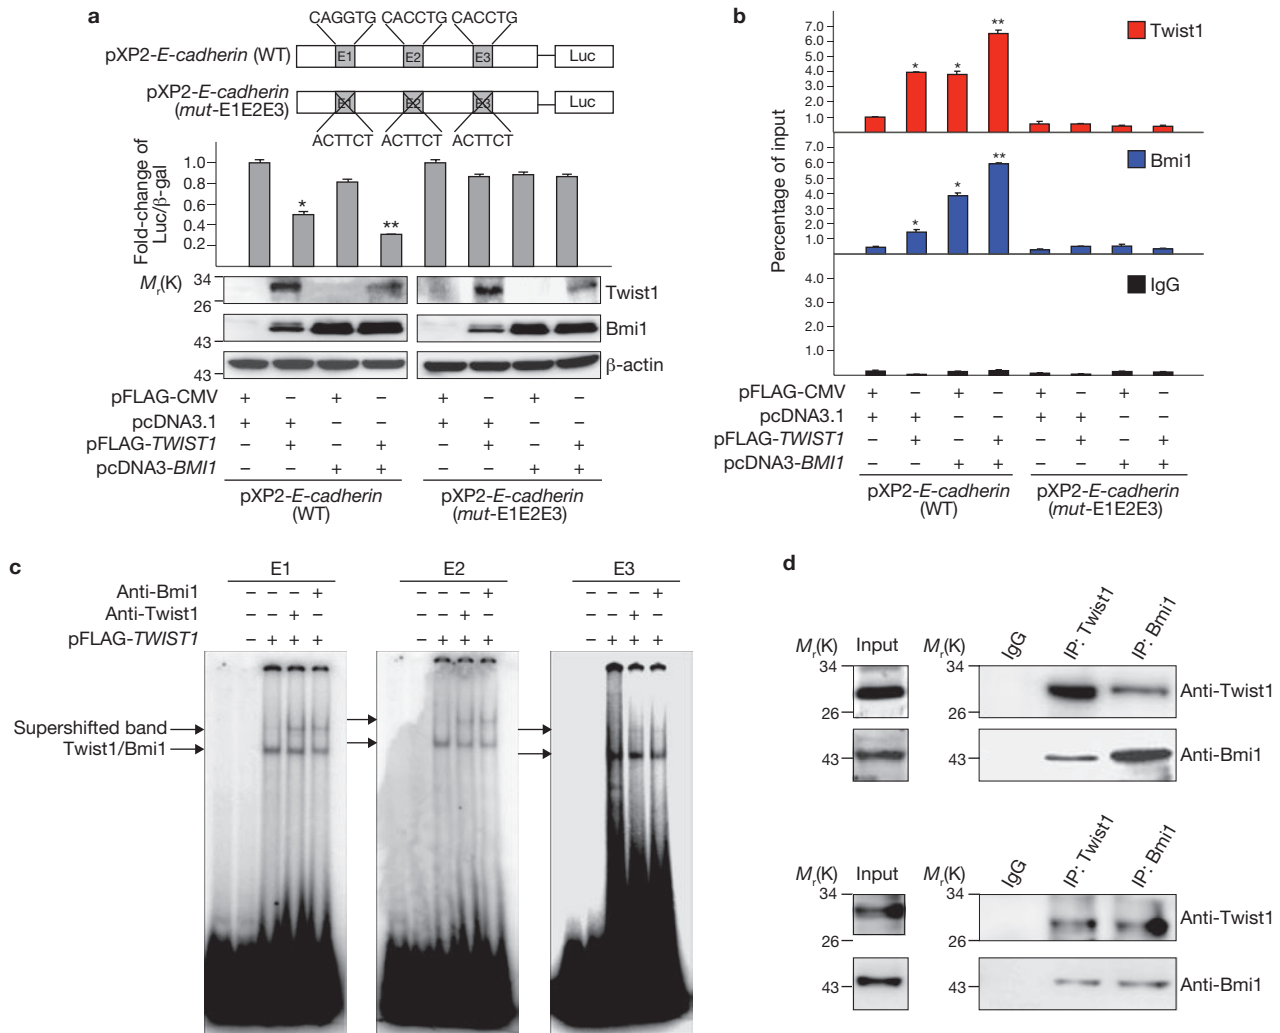 a
CAGGTG CACCTG CACCTG
pXP2-E-cadherin (WT)
E1 E2 E3 Luc
pXP2-E-cadherin
(mut-E1E2E3)
E1 E2 E3 Luc
ACTTCT ACTTCT ACTTCT
Fold-change of
Luc/β-gal
1.0
0.8
0.6
0.4
0.2
* **
Mr(K)
34
26
Twist1
43
Bmi1
43
β-actin
pFLAG-CMV + – + – + – + –
pcDNA3.1 + + – – + + – –
pFLAG-TWIST1 – + – + – + – +
pcDNA3-BMI1 – – + + – – + +
pXP2-E-cadherin
(WT)
pXP2-E-cadherin
(mut-E1E2E3)
b
Percentage of input
7.0
6.0
5.0
4.0
3.0
2.0
1.0
* * **
Twist1
7.0
6.0
5.0
4.0
3.0
2.0
1.0
* * **
Bmi1
4.0
3.0
2.0
1.0
IgG
pFLAG-CMV + – + – + – + –
pcDNA3.1 + + – – + + – –
pFLAG-TWIST1 – + – + – + – +
pcDNA3-BMI1 – – + + – – + +
pXP2-E-cadherin
(WT)
pXP2-E-cadherin
(mut-E1E2E3)
c
E1 E2 E3
Anti-Bmi1 – – – + – – – + – – – +
Anti-Twist1 – – + – – – + – – – + –
pFLAG-TWIST1 – + + + – + + + – + + +
Supershifted band
Twist1/Bmi1
d
Mr(K) Input Mr(K) IgG IP: Twist1 IP: Bmi1
34 34
26 26
Anti-Twist1
43 43
Anti-Bmi1
Mr(K) Input Mr(K) IgG IP: Twist1 IP: Bmi1
34 34
26 26
Anti-Twist1
43 43
Anti-Bmi1